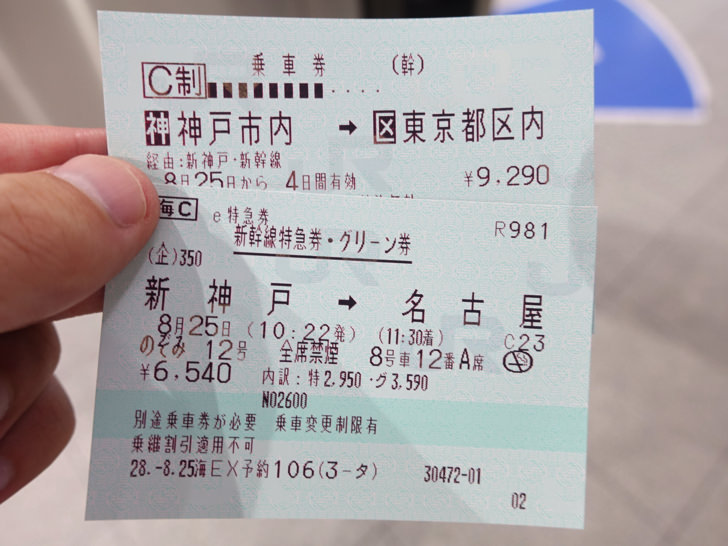 乗車券 (幹)
C制
神 神戸市内 → 区 東京都区内
経由:新神戸・新幹線
8月25日から 4日間有効 ¥9,290
海C e特急券 R981
新幹線特急券・グリーン券
(企)350
新神戸 → 名古屋
8月25日 (10:22発) (11:30着) C23
のぞみ 12号 全席禁煙 8号車12番A席
¥6,540 内訳:特2,950・グ3,590
N02600
別途乗車券が必要 乗車変更制限有
乗継割引適用不可
28.-8.25海EX予約106(3-タ) 30472-01
02